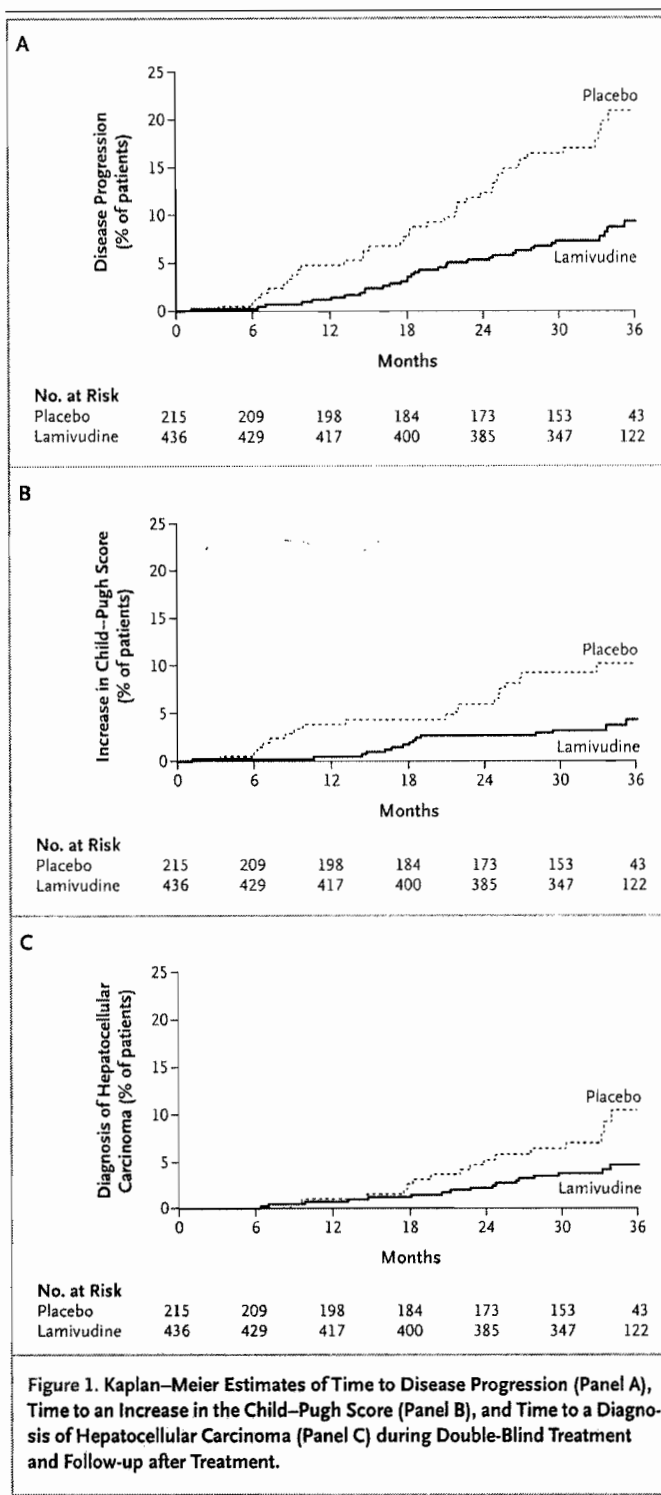 A
25
20
15
10
5
0
Disease Progression
(% of patients)
Placebo
Lamivudine
0 6 12 18 24 30 36
Months
No. at Risk
Placebo 215 209 198 184 173 153 43
Lamivudine 436 429 417 400 385 347 122
B
25
20
15
10
5
0
Increase in Child–Pugh Score
(% of patients)
Placebo
Lamivudine
0 6 12 18 24 30 36
Months
No. at Risk
Placebo 215 209 198 184 173 153 43
Lamivudine 436 429 417 400 385 347 122
C
25
20
15
10
5
0
Diagnosis of Hepatocellular
Carcinoma (% of patients)
Placebo
Lamivudine
0 6 12 18 24 30 36
Months
No. at Risk
Placebo 215 209 198 184 173 153 43
Lamivudine 436 429 417 400 385 347 122
Figure 1. Kaplan–Meier Estimates of Time to Disease Progression (Panel A),
Time to an Increase in the Child–Pugh Score (Panel B), and Time to a Diagno-
sis of Hepatocellular Carcinoma (Panel C) during Double-Blind Treatment
and Follow-up after Treatment.